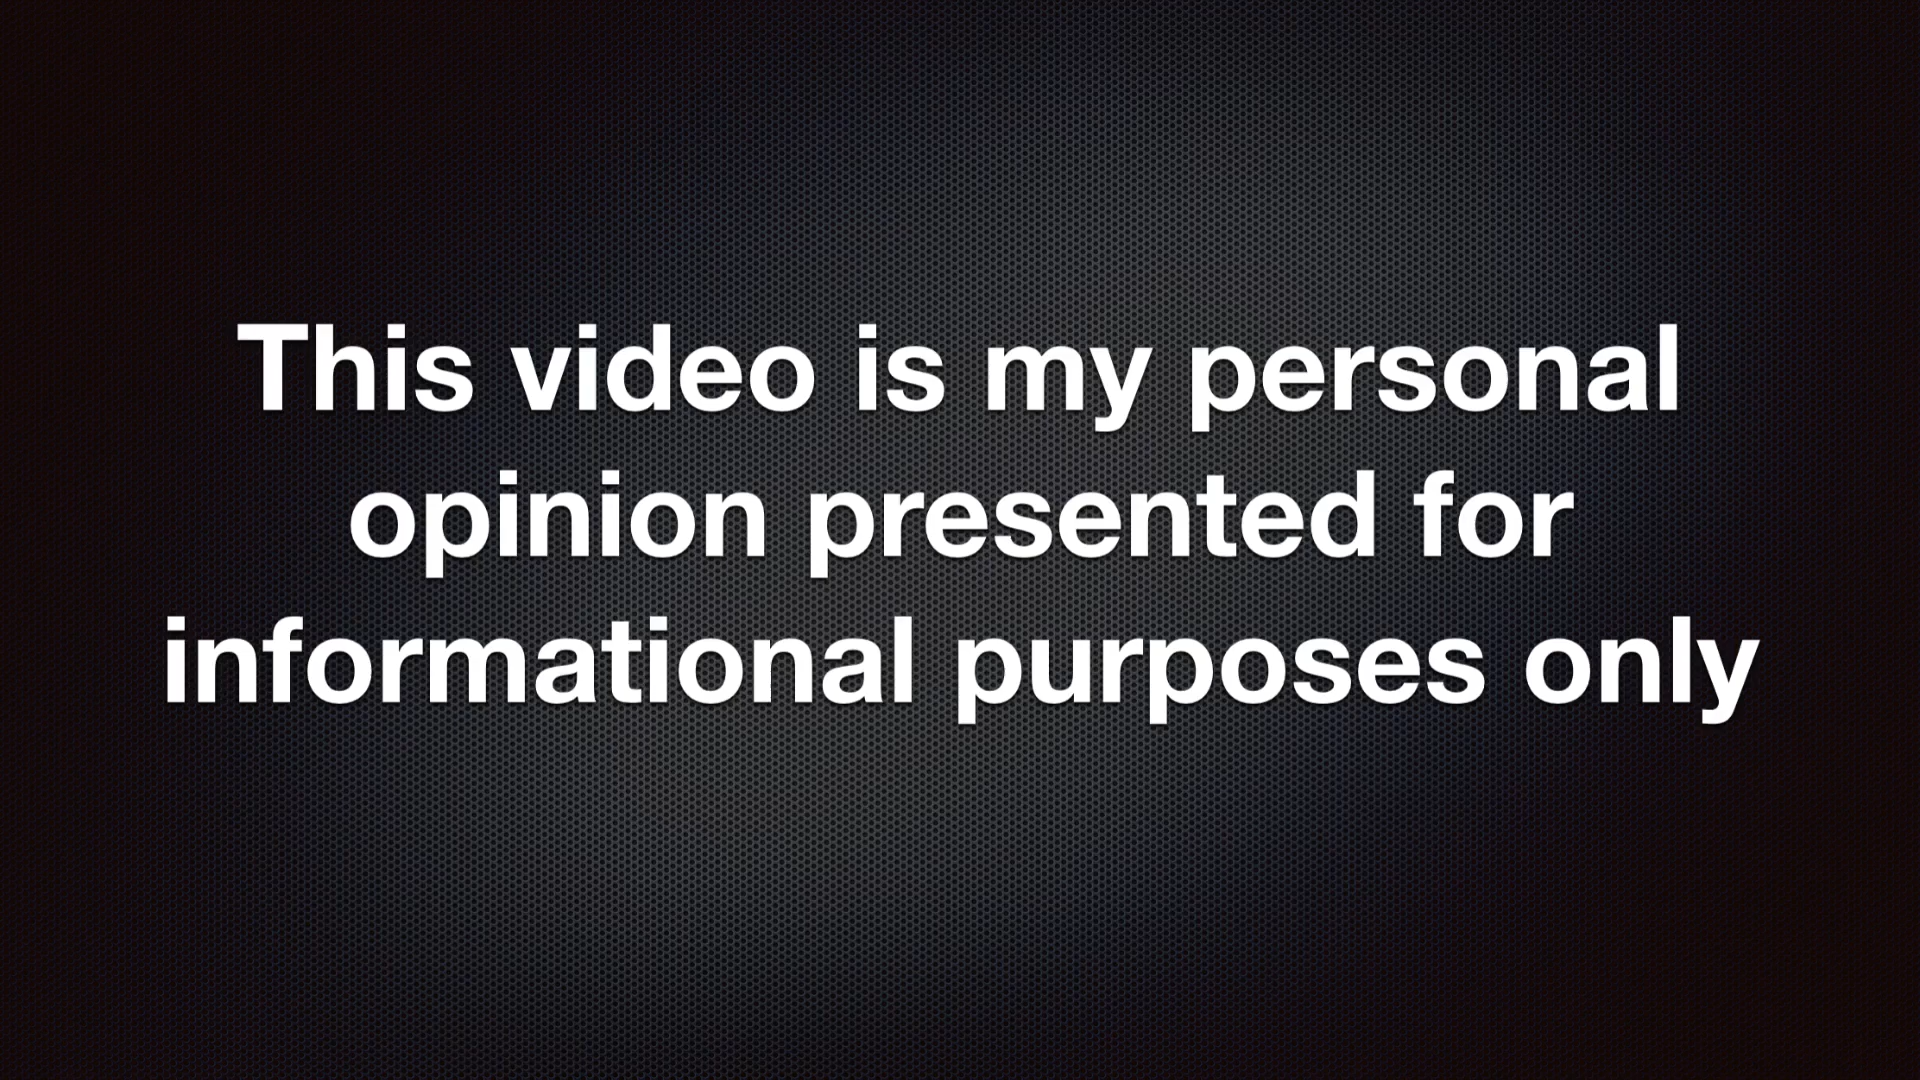 This video is my personal
opinion presented for
informational purposes only